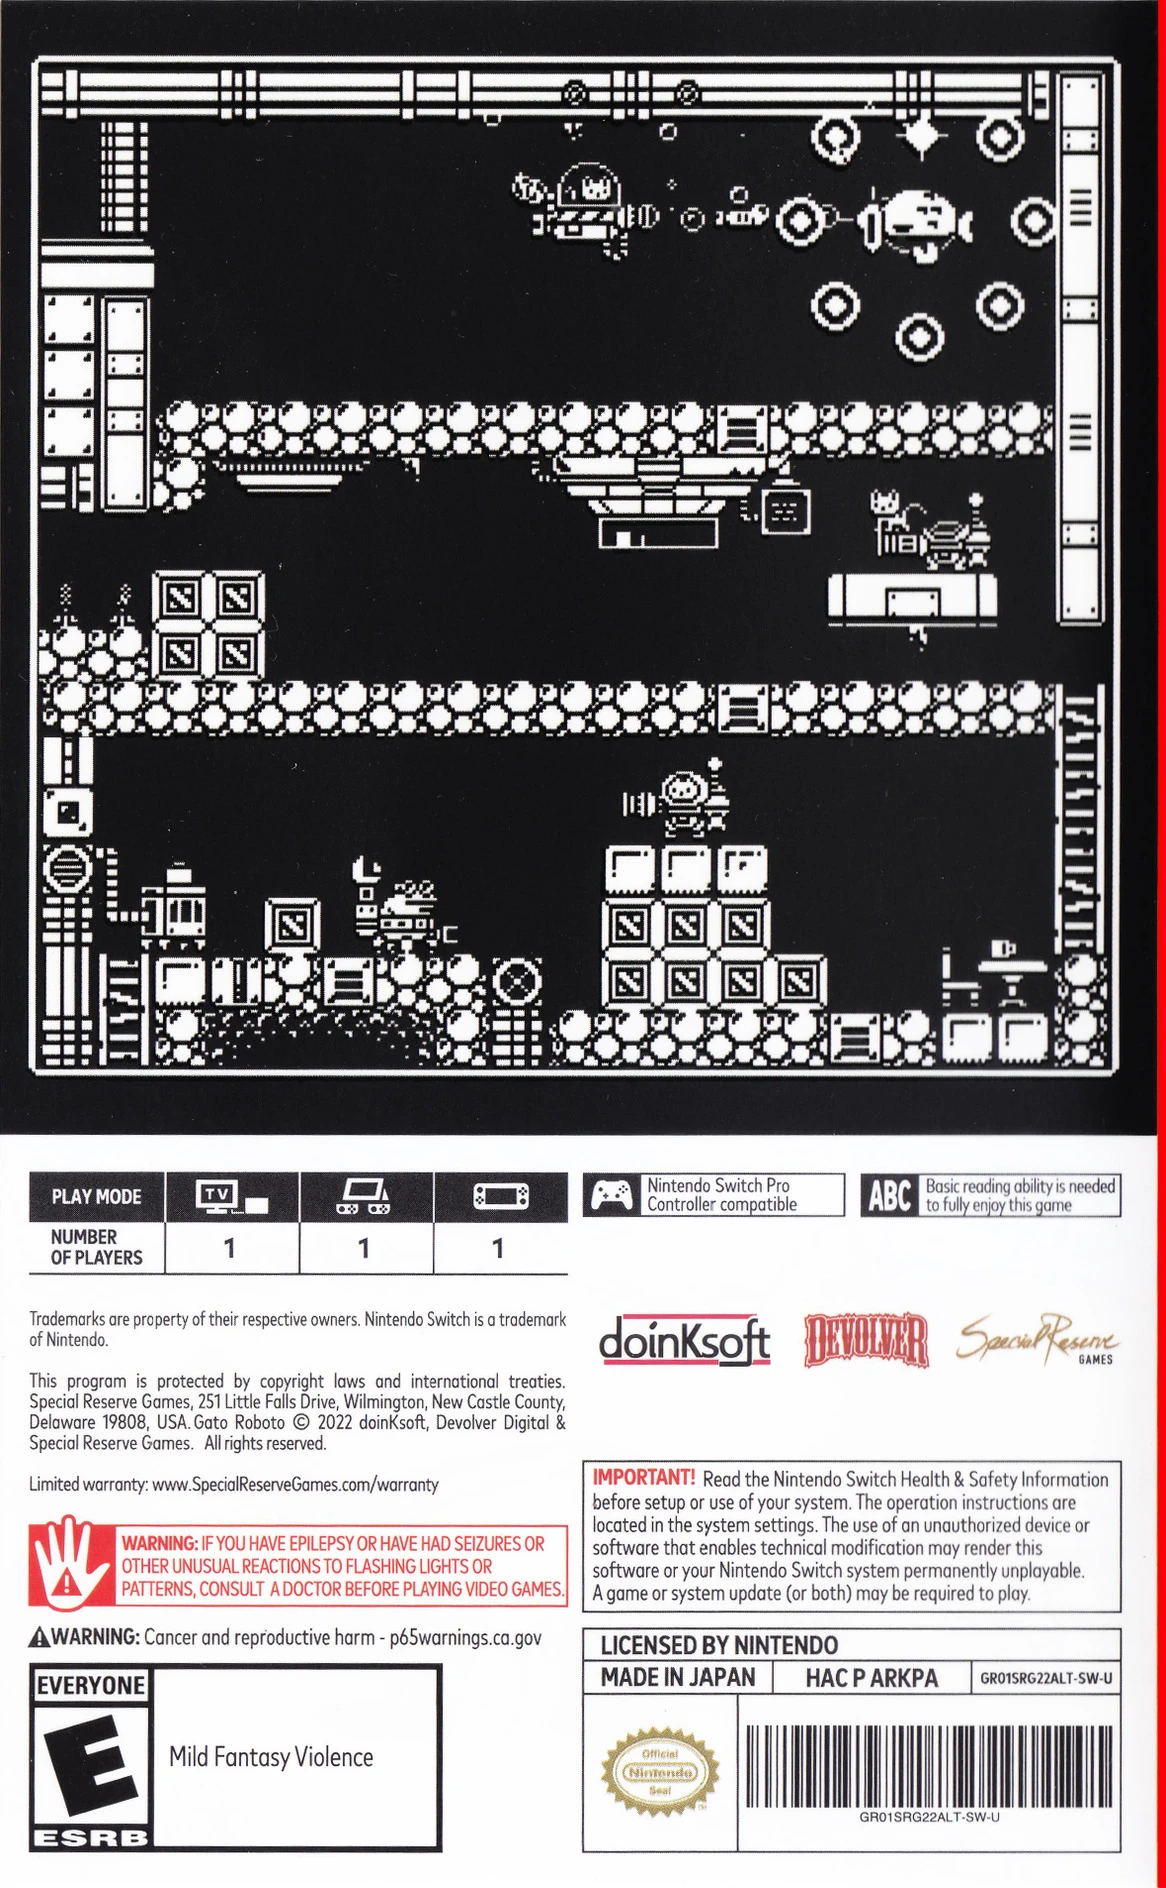 PLAY MODE
TV
NUMBER
OF PLAYERS
1
1
1
Nintendo Switch Pro
Controller compatible
ABC
Basic reading ability is needed
to fully enjoy this game
Trademarks are property of their respective owners. Nintendo Switch is a trademark
of Nintendo.
This program is protected by copyright laws and international treaties.
Special Reserve Games, 251 Little Falls Drive, Wilmington, New Castle County,
Delaware 19808, USA. Gato Roboto © 2022 doinKsoft, Devolver Digital &
Special Reserve Games. All rights reserved.
Limited warranty: www.SpecialReserveGames.com/warranty
WARNING: IF YOU HAVE EPILEPSY OR HAVE HAD SEIZURES OR
OTHER UNUSUAL REACTIONS TO FLASHING LIGHTS OR
PATTERNS, CONSULT A DOCTOR BEFORE PLAYING VIDEO GAMES.
WARNING: Cancer and reproductive harm - p65warnings.ca.gov
EVERYONE
E
ESRB
Mild Fantasy Violence
doinKsoft
DEVOLVER
Special Reserve
GAMES
IMPORTANT! Read the Nintendo Switch Health & Safety Information
before setup or use of your system. The operation instructions are
located in the system settings. The use of an unauthorized device or
software that enables technical modification may render this
software or your Nintendo Switch system permanently unplayable.
A game or system update (or both) may be required to play.
LICENSED BY NINTENDO
MADE IN JAPAN
HAC P ARKPA
GR01SRG22ALT-SW-U
Official
Nintendo
Seal
GR01SRG22ALT-SW-U